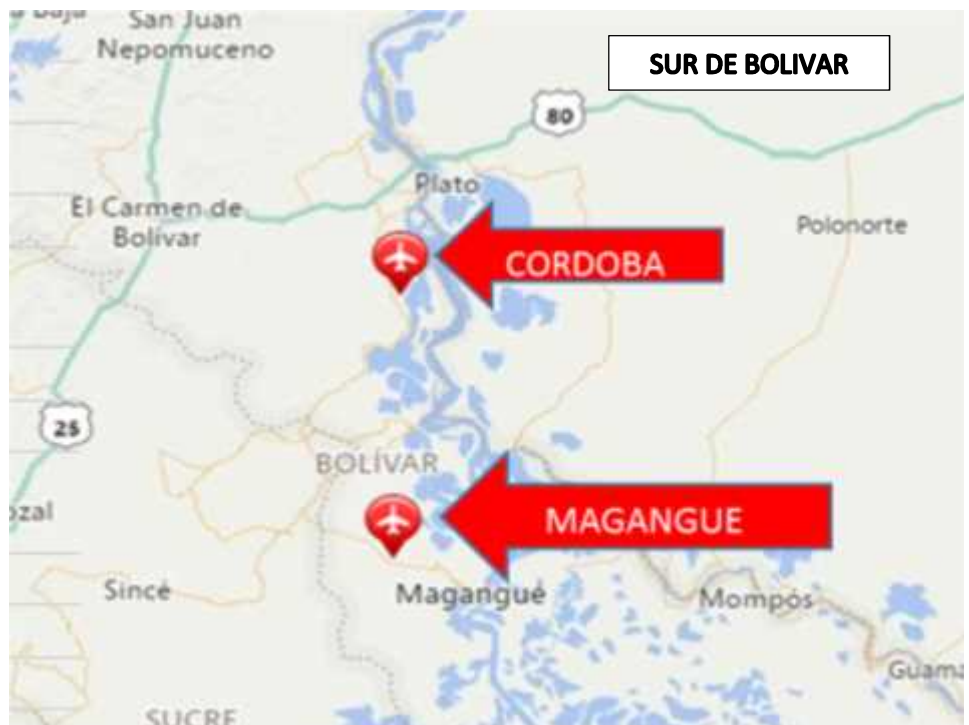 San Juan
Nepomuceno
SUR DE BOLIVAR
80
Plato
El Carmen de
Bolívar
Polonorte
CORDOBA
25
BOLÍVAR
MAGANGUE
Sincé
Magangué
Mompós
SUCRE